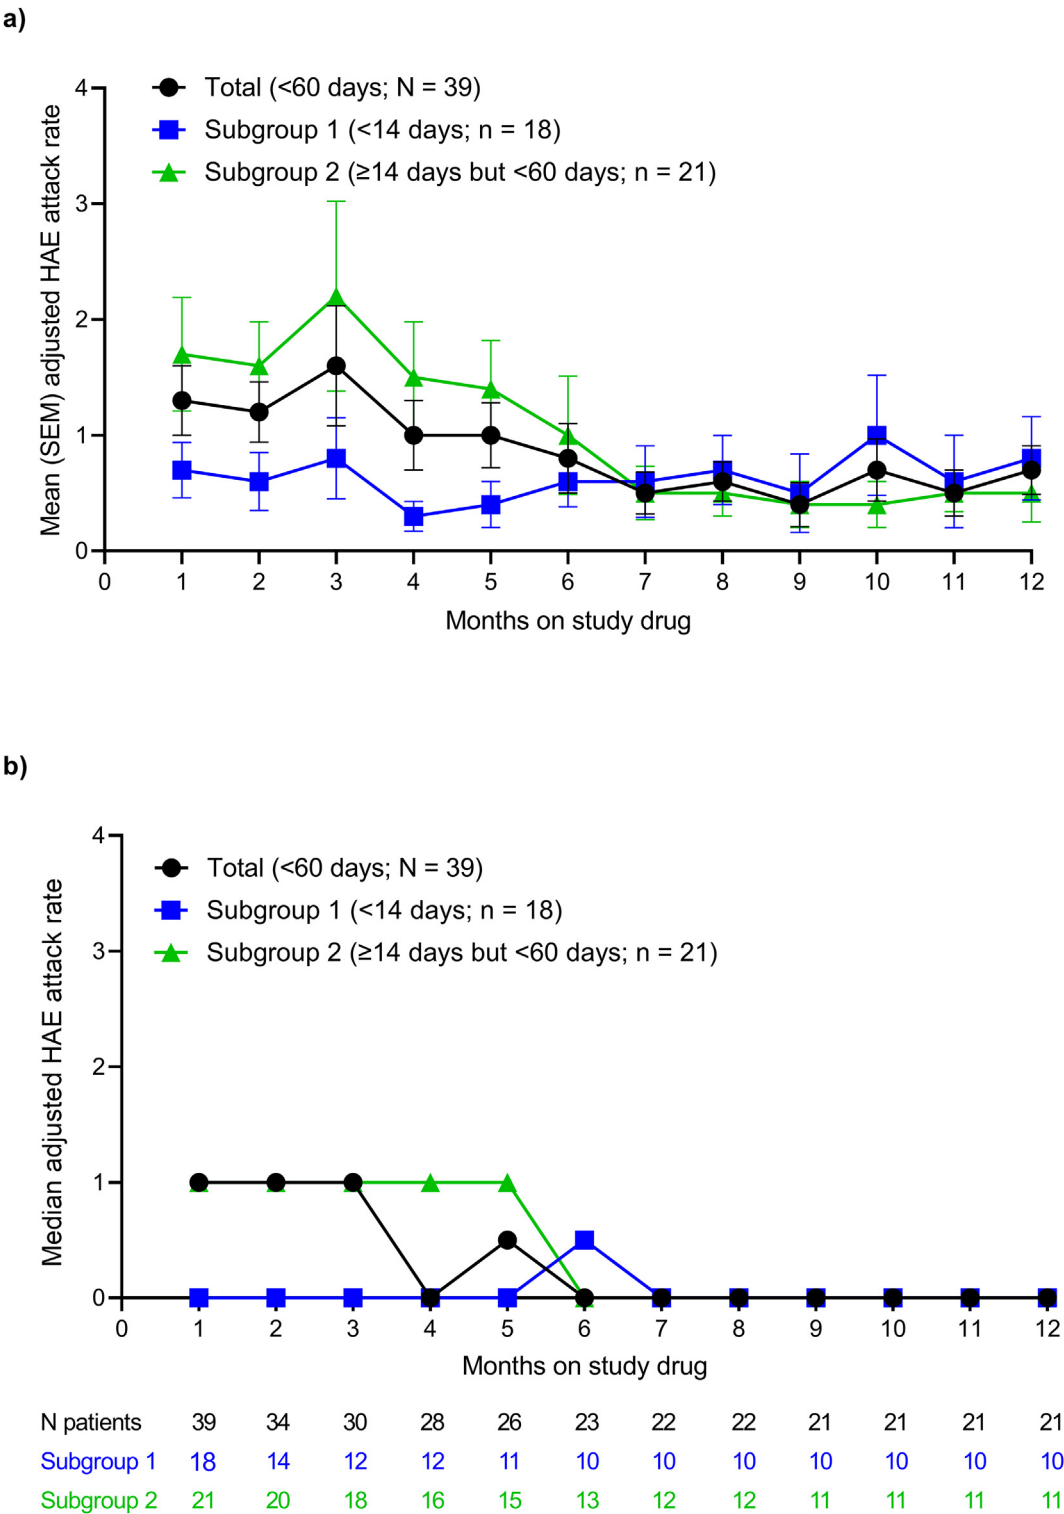 a)
Mean (SEM) adjusted HAE attack rate
4
3
2
1
0
Total (<60 days; N = 39)
Subgroup 1 (<14 days; n = 18)
Subgroup 2 (≥14 days but <60 days; n = 21)
0 1 2 3 4 5 6 7 8 9 10 11 12
Months on study drug
b)
Median adjusted HAE attack rate
4
3
2
1
0
Total (<60 days; N = 39)
Subgroup 1 (<14 days; n = 18)
Subgroup 2 (≥14 days but <60 days; n = 21)
0 1 2 3 4 5 6 7 8 9 10 11 12
Months on study drug
N patients 39 34 30 28 26 23 22 22 21 21 21 21
Subgroup 1 18 14 12 12 11 10 10 10 10 10 10 10
Subgroup 2 21 20 18 16 15 13 12 12 11 11 11 11